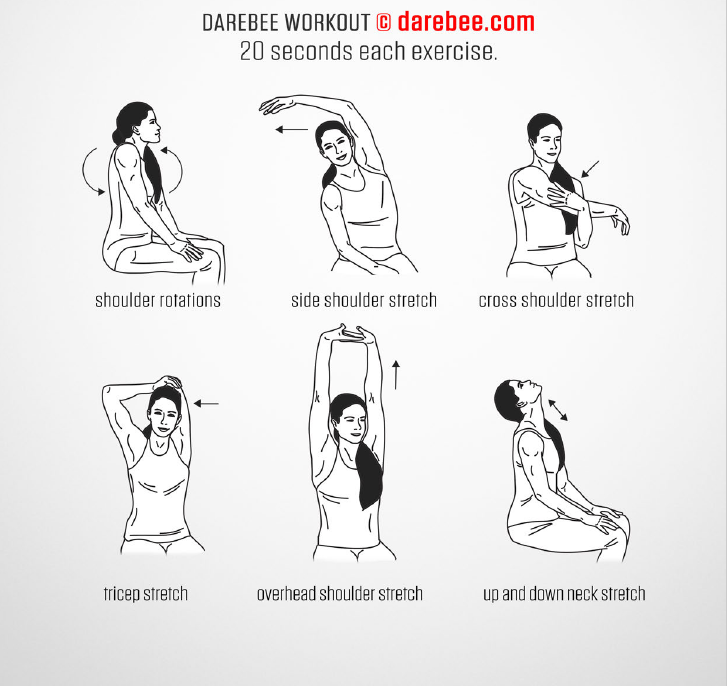 DAREBEE WORKOUT © darebee.com
20 seconds each exercise.
shoulder rotations
side shoulder stretch
cross shoulder stretch
tricep stretch
overhead shoulder stretch
up and down neck stretch